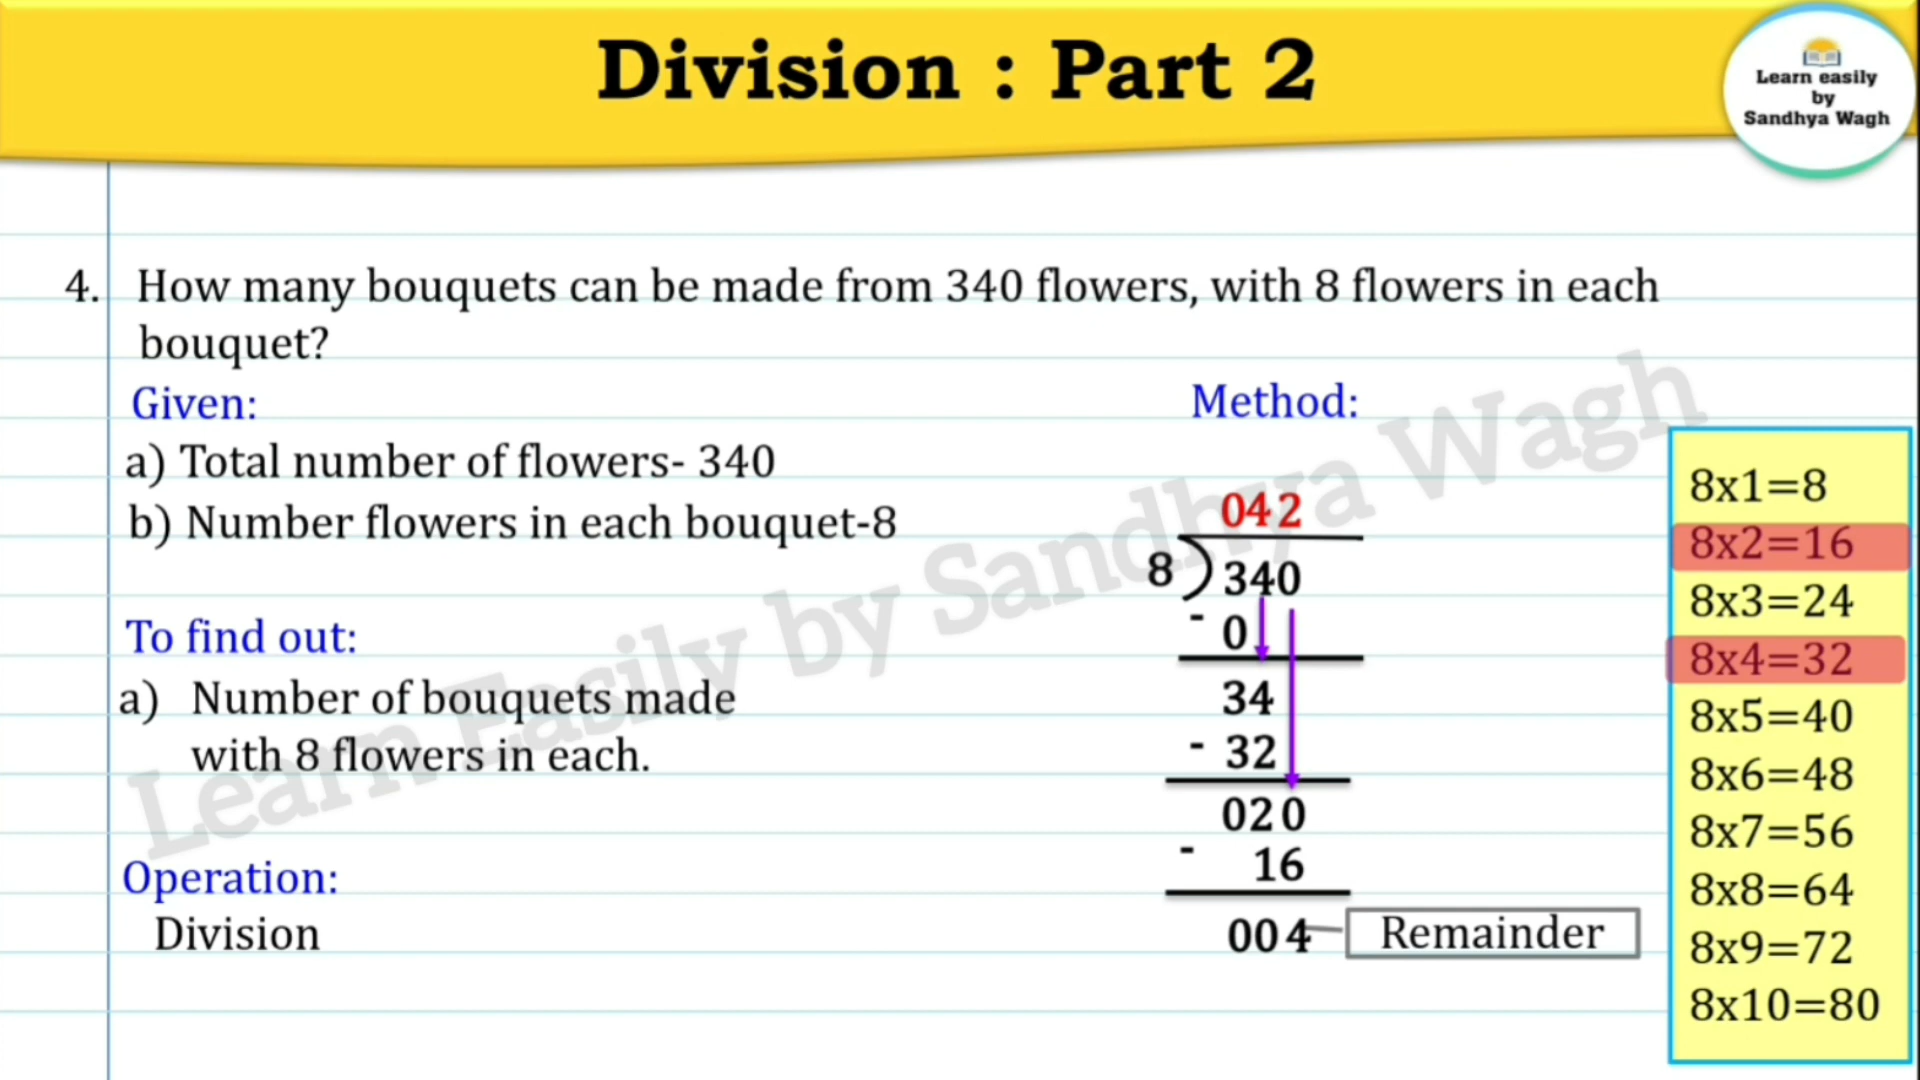 Division : Part 2
Learn easily
by
Sandhya Wagh
4. How many bouquets can be made from 340 flowers, with 8 flowers in each
bouquet?
Given:
a) Total number of flowers- 340
b) Number flowers in each bouquet-8
To find out:
a) Number of bouquets made
with 8 flowers in each.
Operation:
Division
Method:
042
8 340
- 0
34
- 32
020
- 16
004 Remainder
8x1=8
8x2=16
8x3=24
8x4=32
8x5=40
8x6=48
8x7=56
8x8=64
8x9=72
8x10=80
Learn Easily by Sandhya Wagh